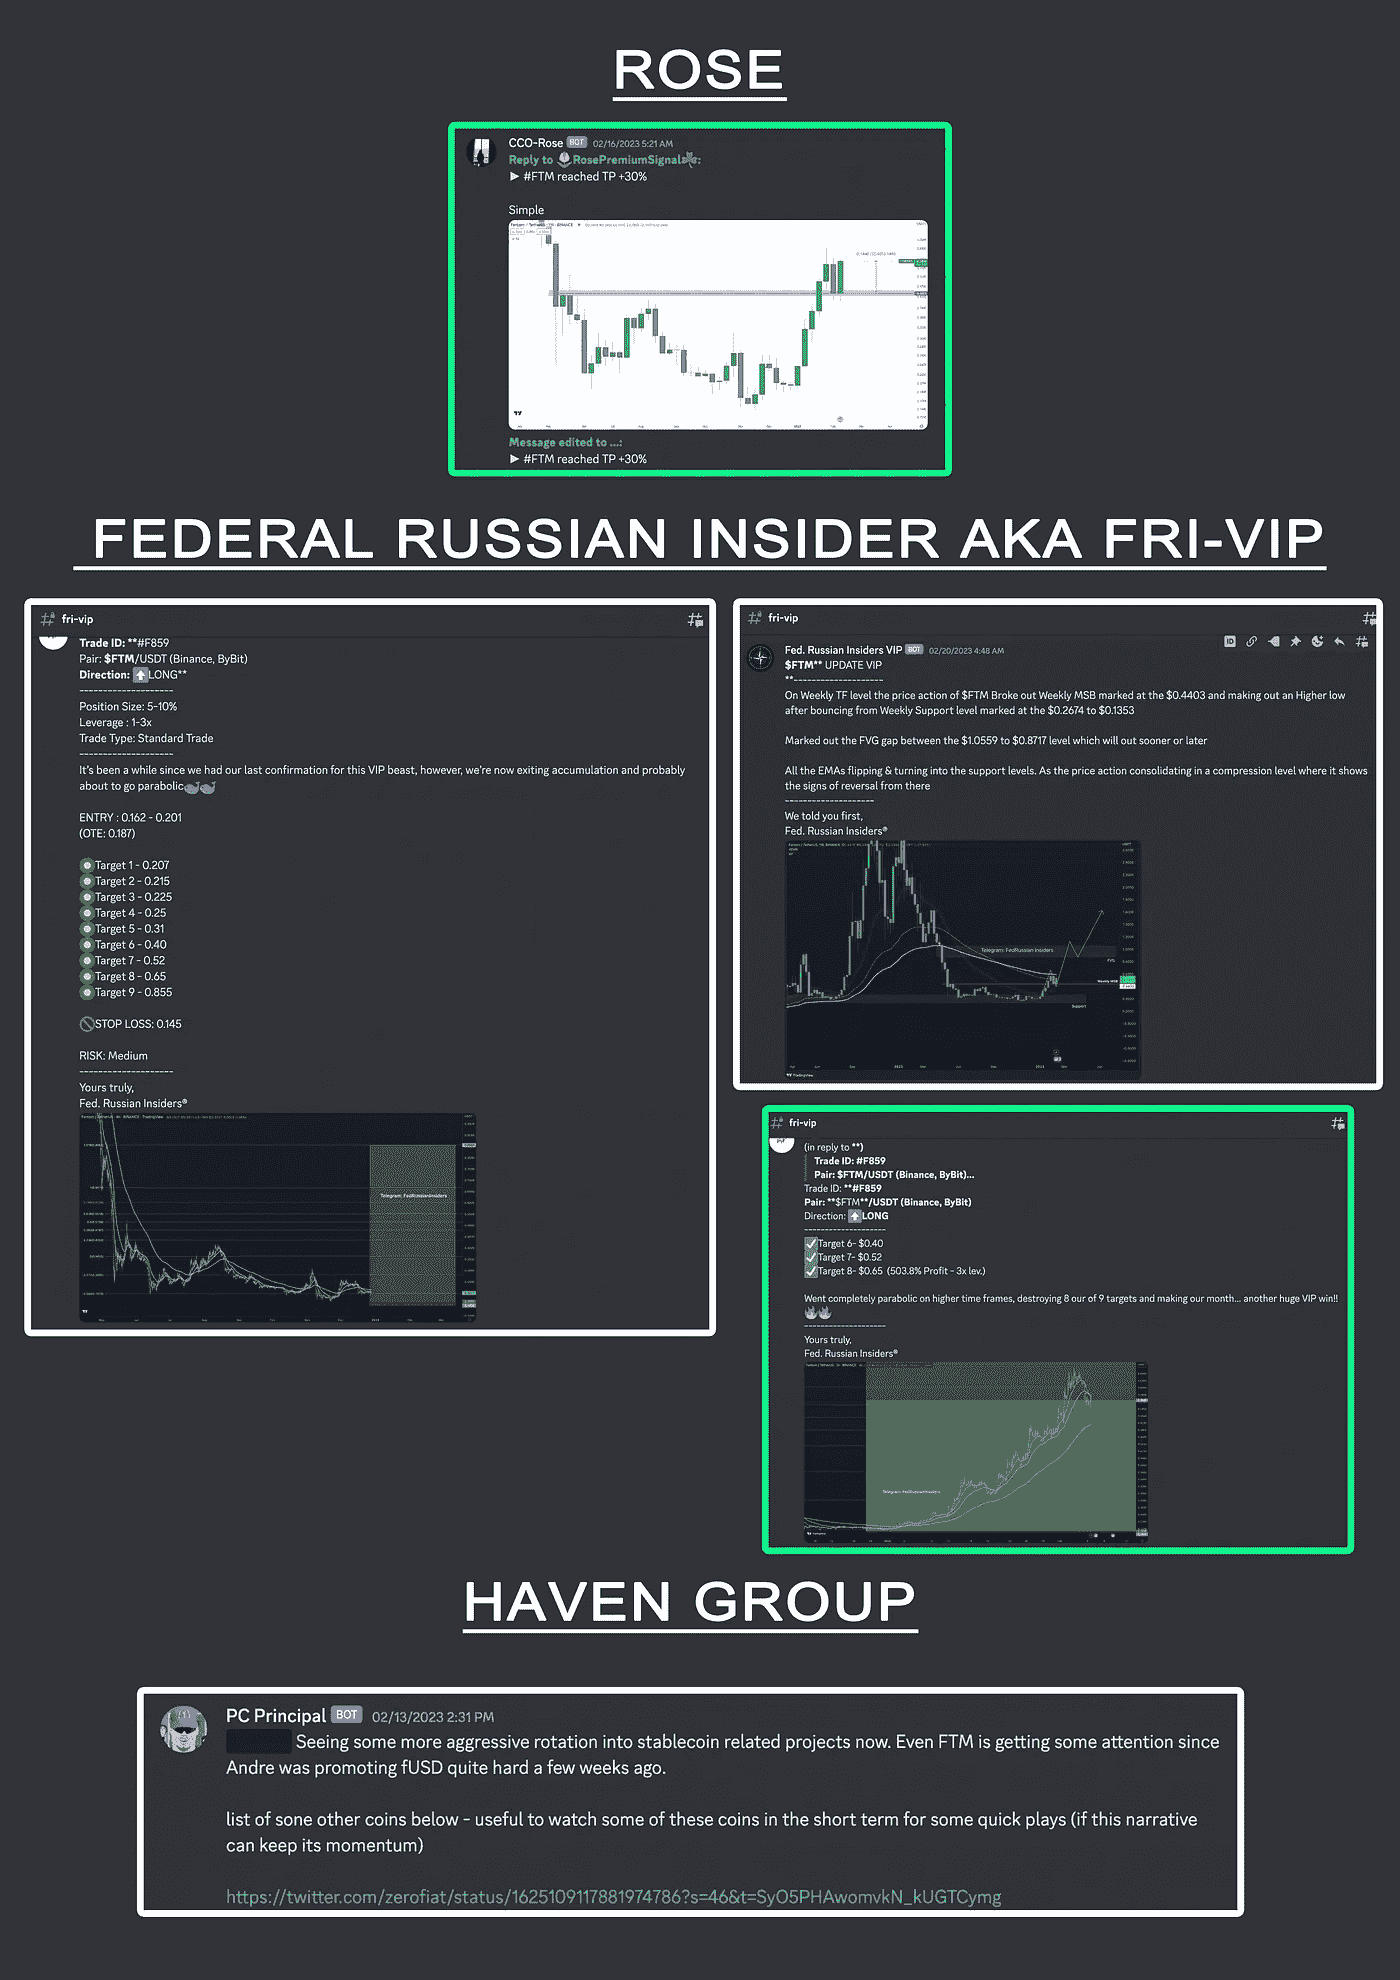 ROSE
CCO-Rose BOT 02/16/2023 5:21 AM
Reply to RosePremiumSignal:
▶ #FTM reached TP +30%
Simple
Message edited to ...:
▶ #FTM reached TP +30%
FEDERAL RUSSIAN INSIDER AKA FRI-VIP
fri-vip
Trade ID: **#F859
Pair: $FTM/USDT (Binance, ByBit)
Direction: ⬆LONG**
--------------------
Position Size: 5-10%
Leverage : 1-3x
Trade Type: Standard Trade
--------------------
It's been a while since we had our last confirmation for this VIP beast, however, we're now exiting accumulation and probably
about to go parabolic🐳🐳
ENTRY : 0.162 - 0.201
(OTE: 0.187)
Target 1 - 0.207
Target 2 - 0.215
Target 3 - 0.225
Target 4 - 0.25
Target 5 - 0.31
Target 6 - 0.40
Target 7 - 0.52
Target 8 - 0.65
Target 9 - 0.855
🚫STOP LOSS: 0.145
RISK: Medium
--------------------
Yours truly,
Fed. Russian Insiders®
Telegram: FedRussianInsiders
fri-vip
Fed. Russian Insiders VIP BOT 02/20/2023 4:48 AM
$FTM** UPDATE VIP
**-------------------
On Weekly TF level the price action of $FTM Broke out Weekly MSB marked at the $0.4403 and making out an Higher low
after bouncing from Weekly Support level marked at the $0.2674 to $0.1353
Marked out the FVG gap between the $1.0559 to $0.8717 level which will out sooner or later
All the EMAs flipping & turning into the support levels. As the price action consolidating in a compression level where it shows
the signs of reversal from there
-------------------
We told you first,
Fed. Russian Insiders®
Telegram: FedRussian Insiders
FVG
Weekly MSB
Support
TradingView
fri-vip
(in reply to **)
Trade ID: #F859
Pair: $FTM/USDT (Binance, ByBit)...
Trade ID: **#F859
Pair: **$FTM**/USDT (Binance, ByBit)
Direction: ⬆LONG
--------------------
✅Target 6- $0.40
✅Target 7- $0.52
✅Target 8- $0.65 (503.8% Profit - 3x lev.)
Went completely parabolic on higher time frames, destroying 8 our of 9 targets and making our month... another huge VIP win!!
--------------------
Yours truly,
Fed. Russian Insiders®
Telegram: FedRussianInsiders
HAVEN GROUP
PC Principal BOT 02/13/2023 2:31 PM
Seeing some more aggressive rotation into stablecoin related projects now. Even FTM is getting some attention since
Andre was promoting fUSD quite hard a few weeks ago.
list of sone other coins below - useful to watch some of these coins in the short term for some quick plays (if this narrative
can keep its momentum)
https://twitter.com/zerofiat/status/1625109117881974786?s=46&t=SyO5PHAwomvkN_kUGTCymg